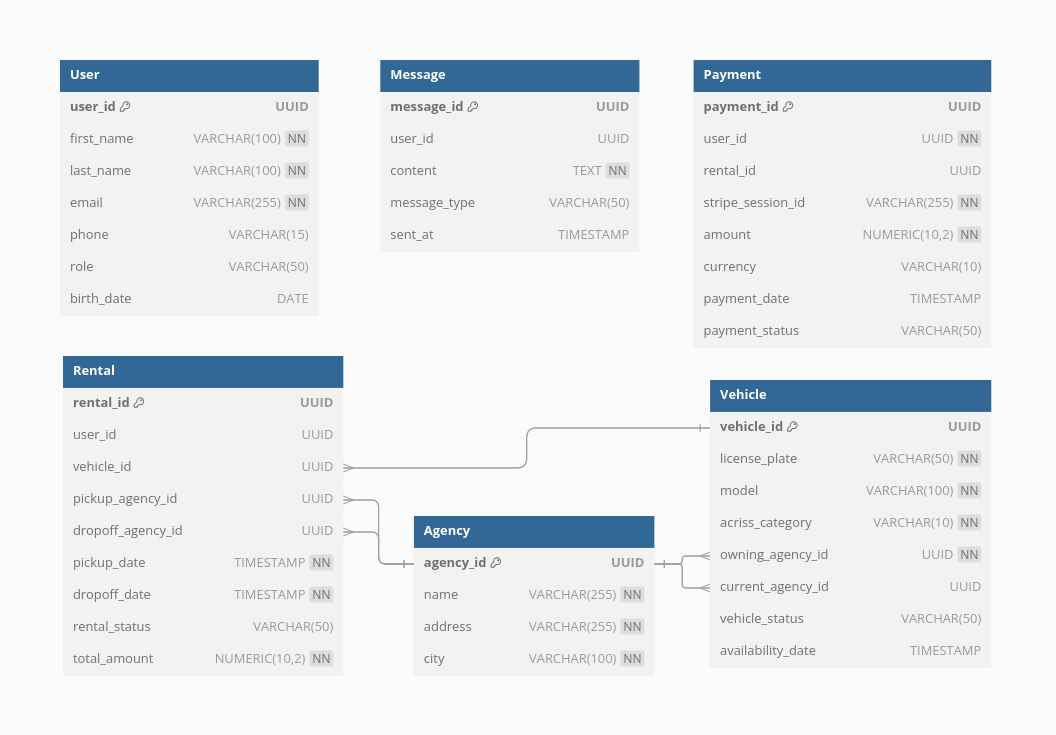 User
user_id UUID
first_name VARCHAR(100) NN
last_name VARCHAR(100) NN
email VARCHAR(255) NN
phone VARCHAR(15)
role VARCHAR(50)
birth_date DATE
Message
message_id UUID
user_id UUID
content TEXT NN
message_type VARCHAR(50)
sent_at TIMESTAMP
Payment
payment_id UUID
user_id UUID NN
rental_id UUID
stripe_session_id VARCHAR(255) NN
amount NUMERIC(10,2) NN
currency VARCHAR(10)
payment_date TIMESTAMP
payment_status VARCHAR(50)
Rental
rental_id UUID
user_id UUID
vehicle_id UUID
pickup_agency_id UUID
dropoff_agency_id UUID
pickup_date TIMESTAMP NN
dropoff_date TIMESTAMP NN
rental_status VARCHAR(50)
total_amount NUMERIC(10,2) NN
Agency
agency_id UUID
name VARCHAR(255) NN
address VARCHAR(255) NN
city VARCHAR(100) NN
Vehicle
vehicle_id UUID
license_plate VARCHAR(50) NN
model VARCHAR(100) NN
acriss_category VARCHAR(10) NN
owning_agency_id UUID NN
current_agency_id UUID
vehicle_status VARCHAR(50)
availability_date TIMESTAMP